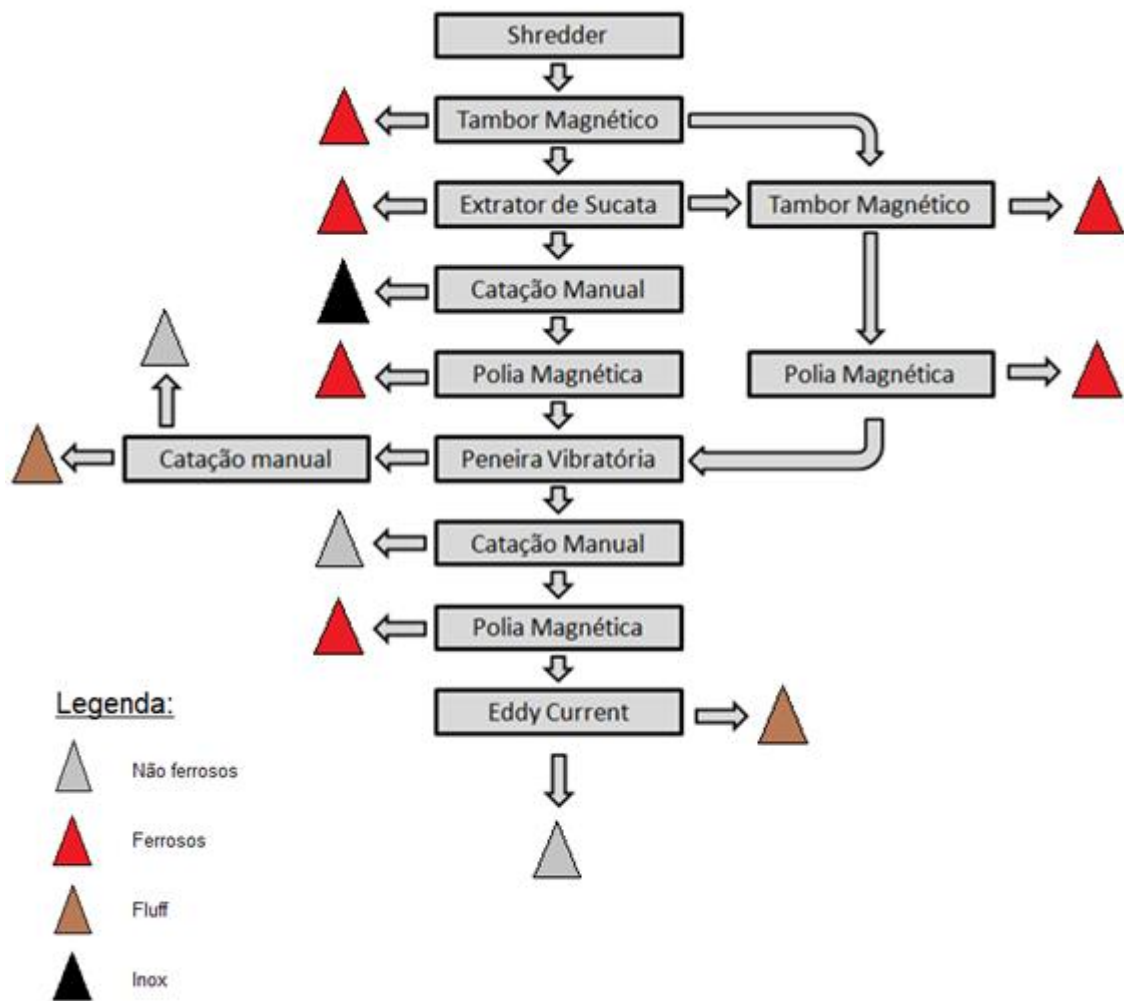 Shredder
Tambor Magnético
Extrator de Sucata
Tambor Magnético
Catação Manual
Polia Magnética
Polia Magnética
Catação manual
Peneira Vibratória
Catação Manual
Polia Magnética
Eddy Current
Legenda:
Não ferrosos
Ferrosos
Fluff
Inox